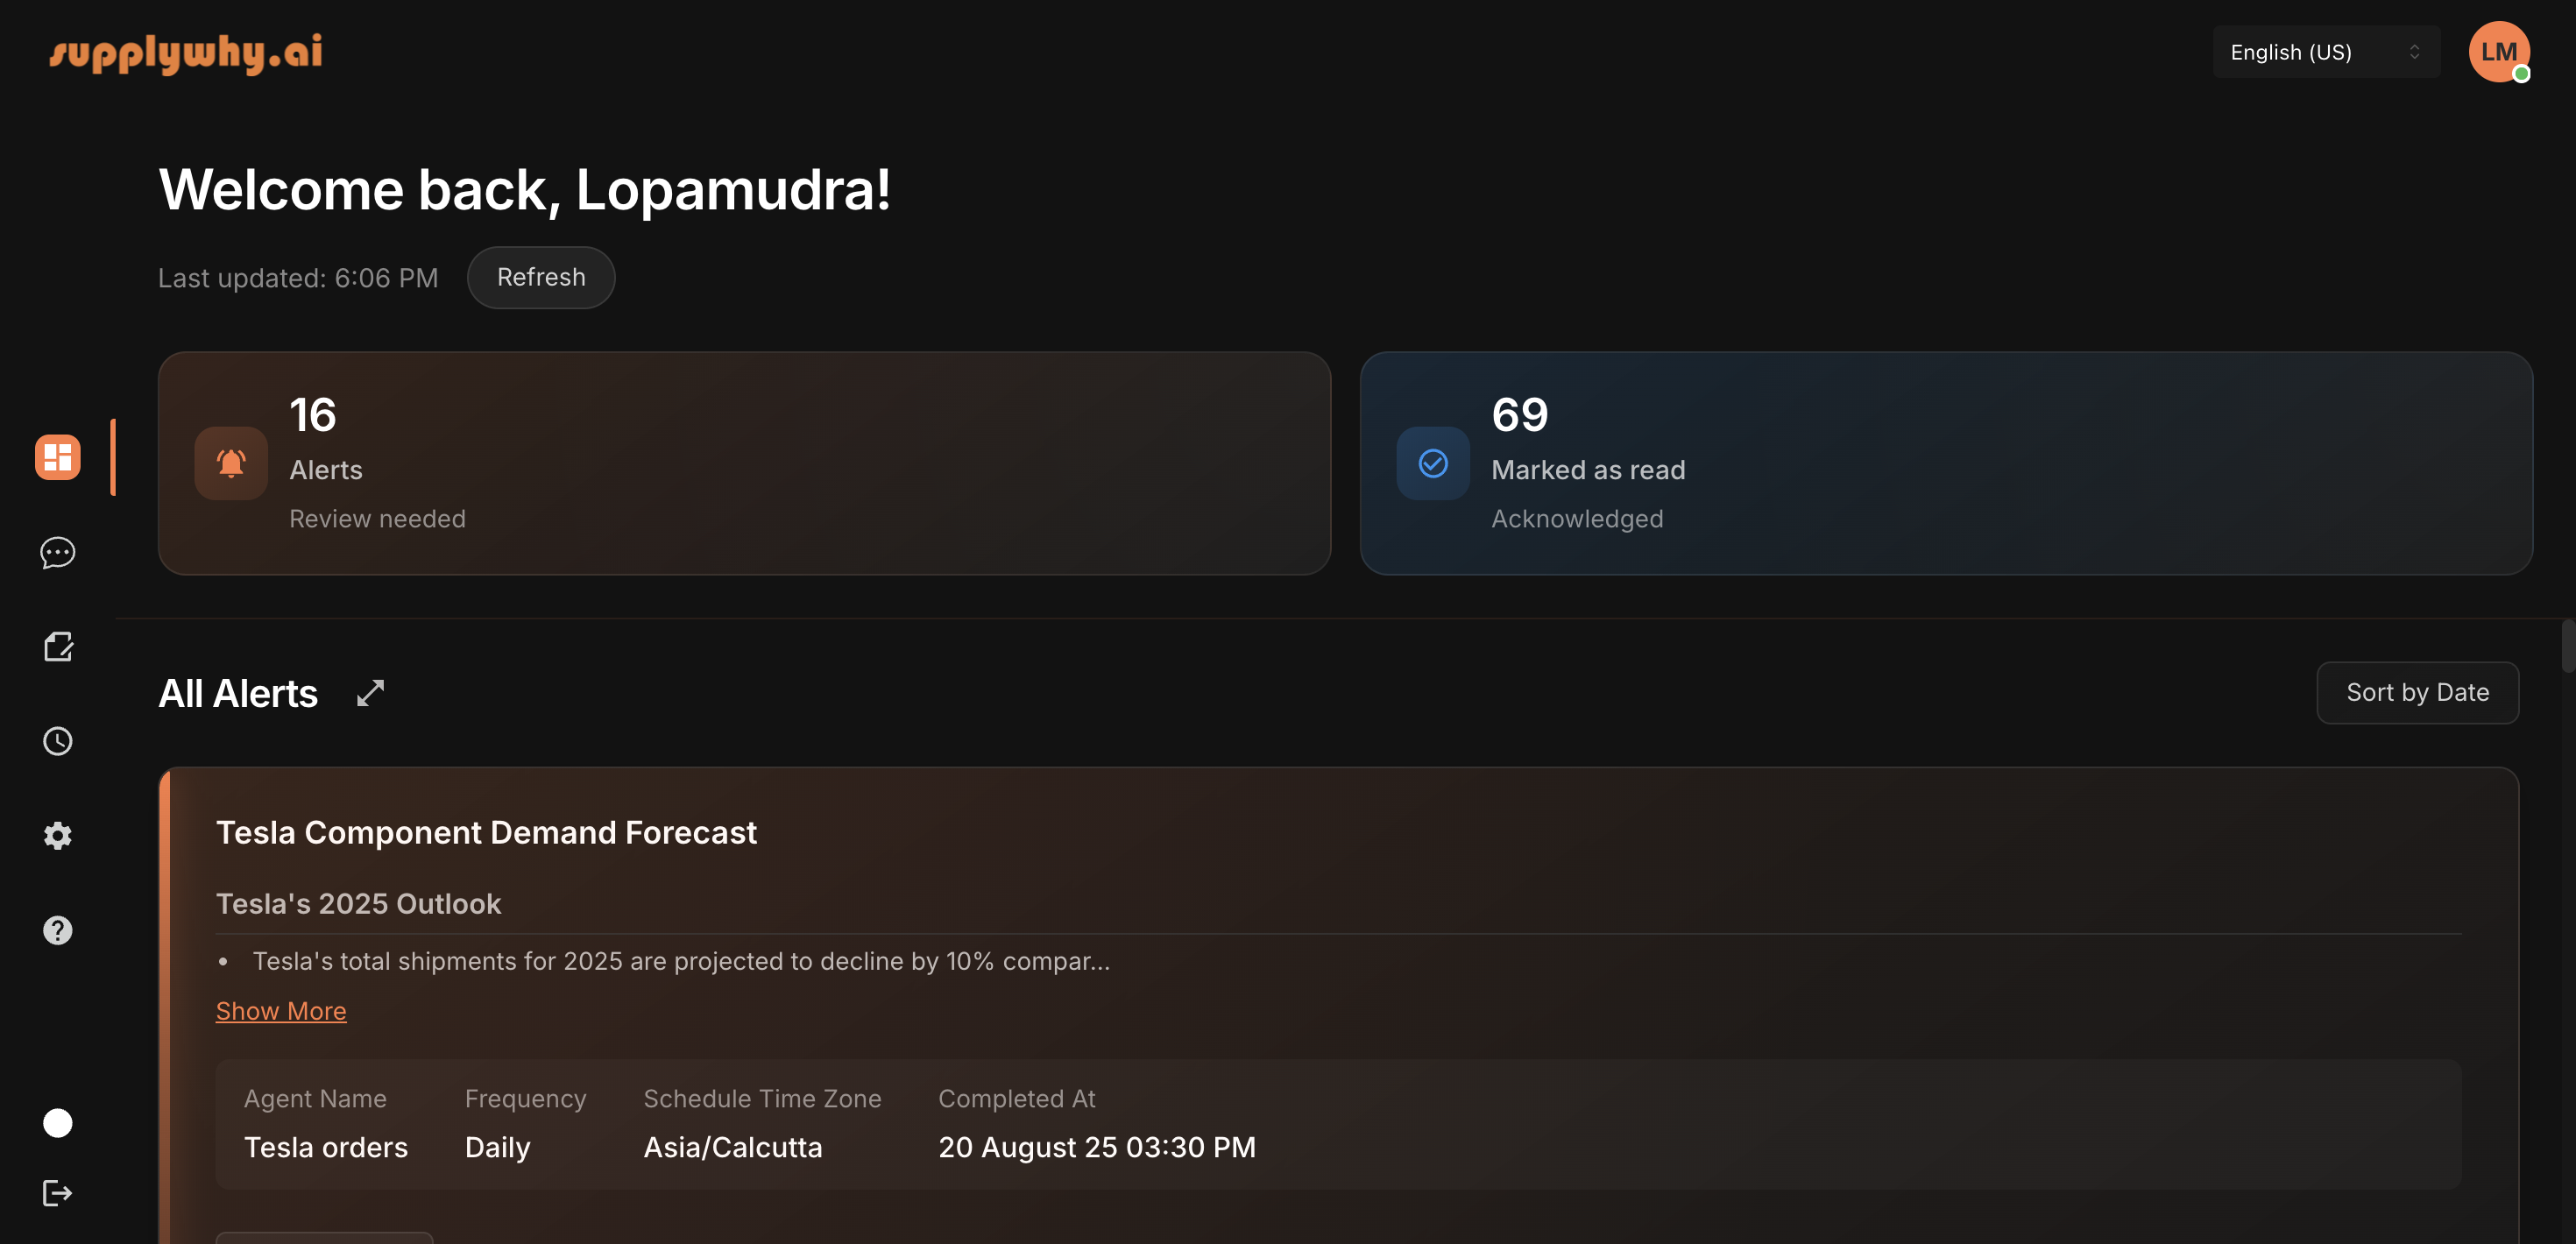 supplywhy.ai
English (US)
LM
Welcome back, Lopamudra!
Last updated: 6:06 PM
Refresh
16
Alerts
Review needed
69
Marked as read
Acknowledged
All Alerts
Sort by Date
Tesla Component Demand Forecast
Tesla's 2025 Outlook
• Tesla's total shipments for 2025 are projected to decline by 10% compar...
Show More
Agent Name Frequency Schedule Time Zone Completed At
Tesla orders Daily Asia/Calcutta 20 August 25 03:30 PM